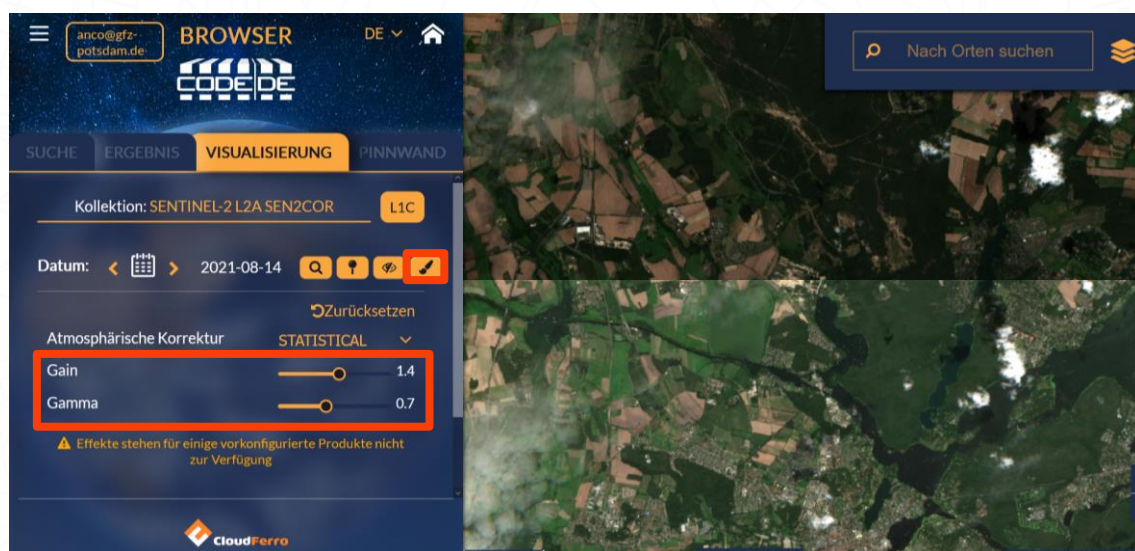 anco@gfz-
potsdam.de
BROWSER
DE
CODE|DE
SUCHE ERGEBNIS VISUALISIERUNG PINNWAND
Kollektion: SENTINEL-2 L2A SEN2COR L1C
Datum: 2021-08-14
Zurücksetzen
Atmosphärische Korrektur STATISTICAL
Gain 1.4
Gamma 0.7
Effekte stehen für einige vorkonfigurierte Produkte nicht
zur Verfügung
CloudFerro
Nach Orten suchen